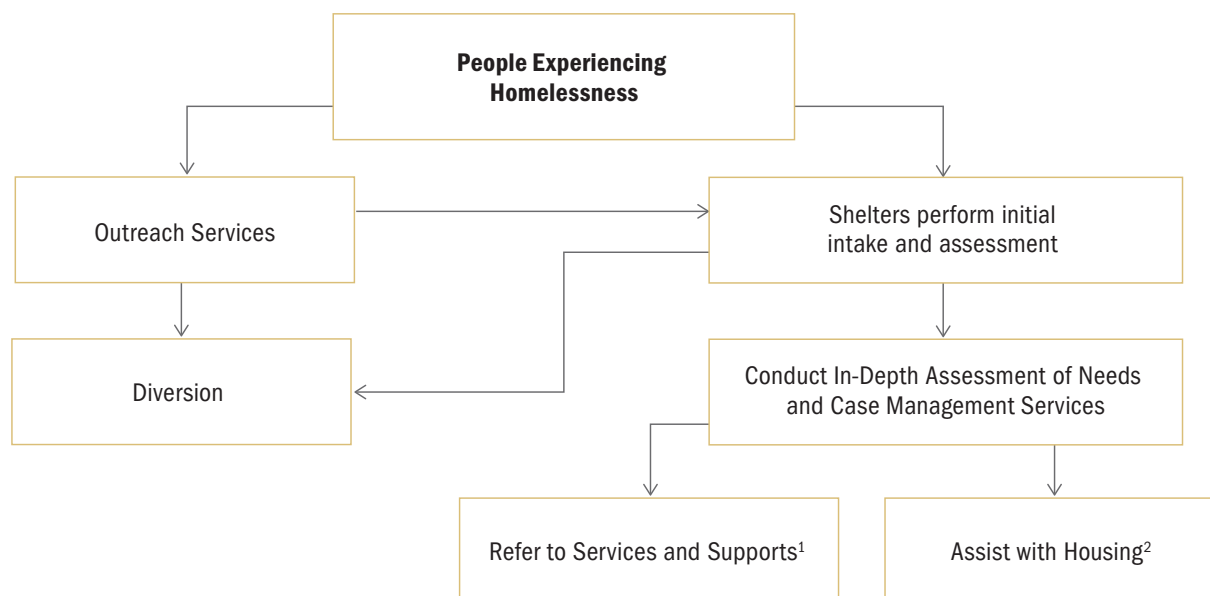 People Experiencing
Homelessness
Outreach Services
Shelters perform initial
intake and assessment
Diversion
Conduct In-Depth Assessment of Needs
and Case Management Services
Refer to Services and Supports¹
Assist with Housing²